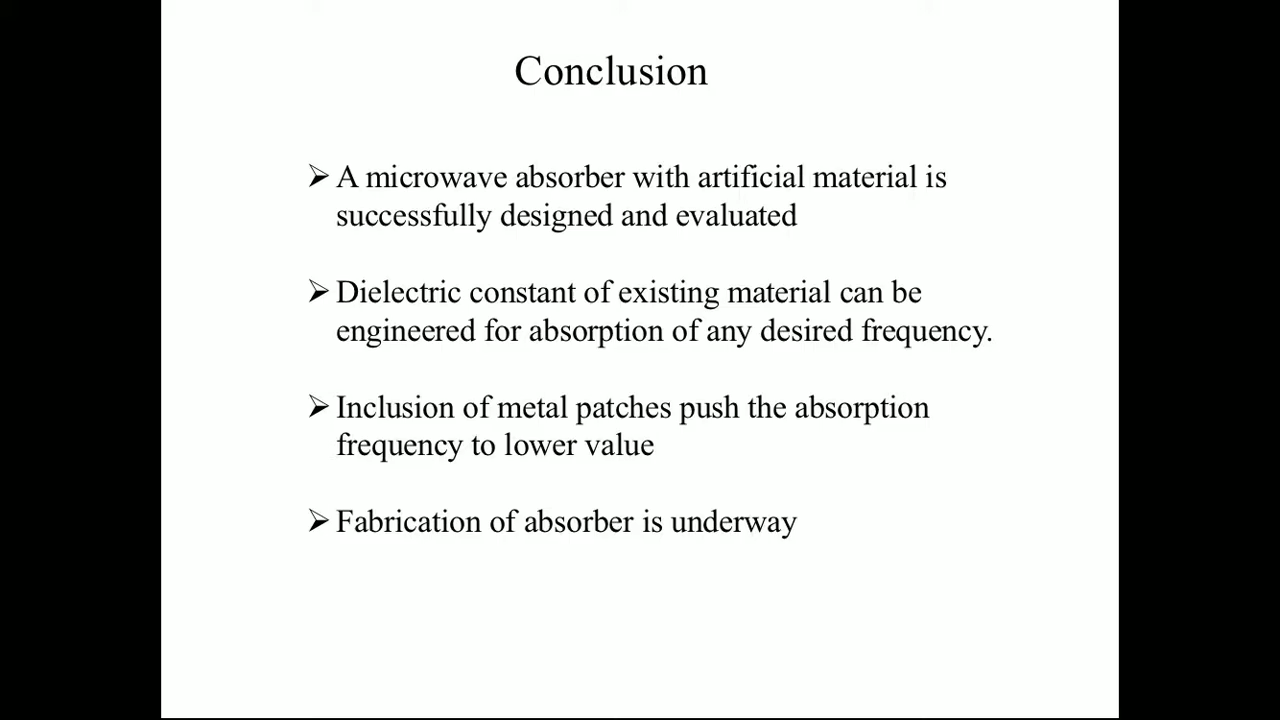 Conclusion
➢ A microwave absorber with artificial material is
successfully designed and evaluated
➢ Dielectric constant of existing material can be
engineered for absorption of any desired frequency.
➢ Inclusion of metal patches push the absorption
frequency to lower value
➢ Fabrication of absorber is underway